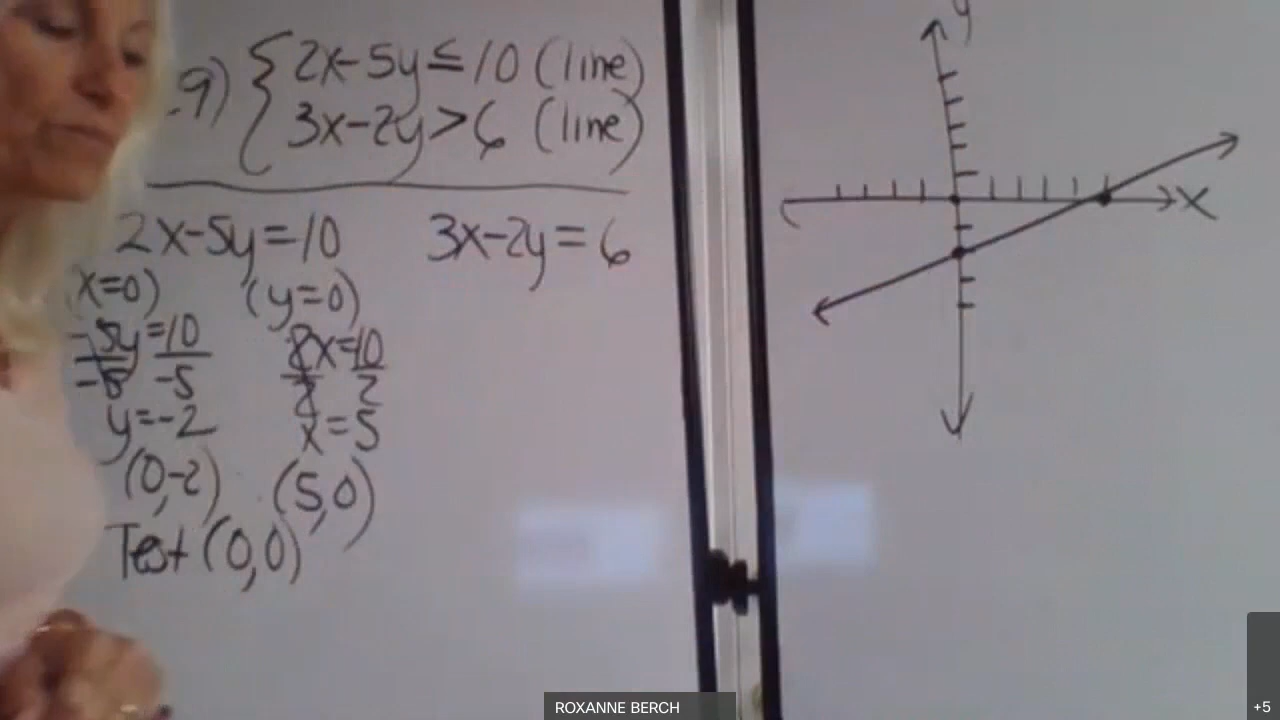 .9) { 2x-5y≤10 (line)
3x-2y>6 (line)
2x-5y=10
3x-2y=6
(x=0) (y=0)
-5y=10 2x=10
-5 -5 2 2
y=-2 x=5
(0,-2) (5,0)
Test (0,0)
y
x
ROXANNE BERCH
+5